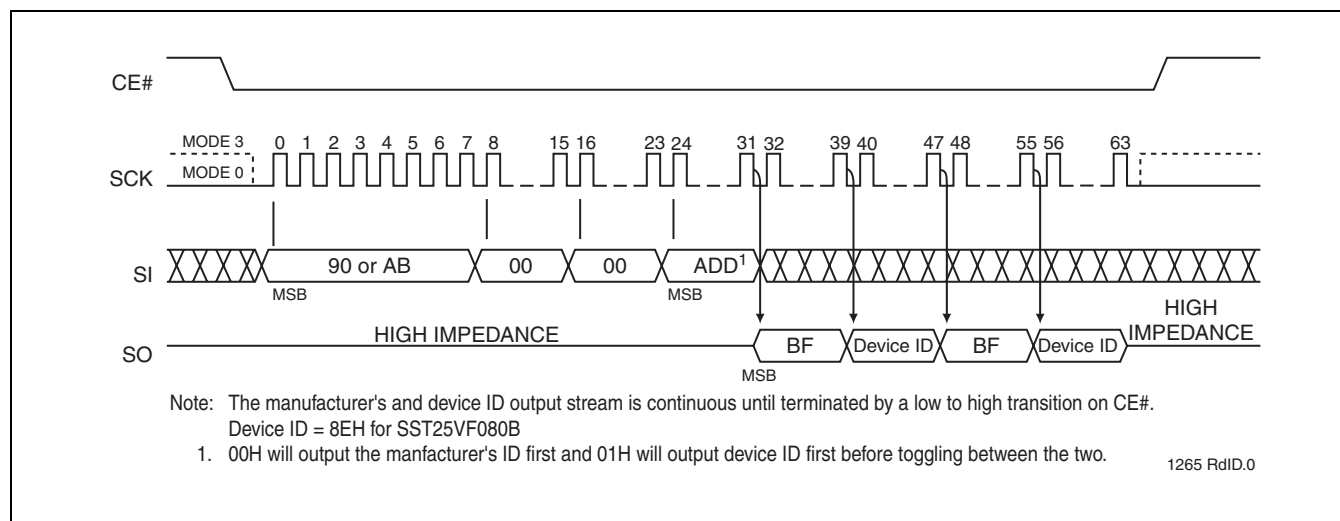 CE#
MODE 3
0 1 2 3 4 5 6 7 8 15 16 23 24 31 32 39 40 47 48 55 56 63
SCK
MODE 0
SI
90 or AB 00 00 ADD1
MSB MSB
HIGH IMPEDANCE
HIGH
IMPEDANCE
SO
BF Device ID BF Device ID
MSB
Note: The manufacturer's and device ID output stream is continuous until terminated by a low to high transition on CE#.
Device ID = 8EH for SST25VF080B
1. 00H will output the manfacturer's ID first and 01H will output device ID first before toggling between the two.
1265 RdID.0